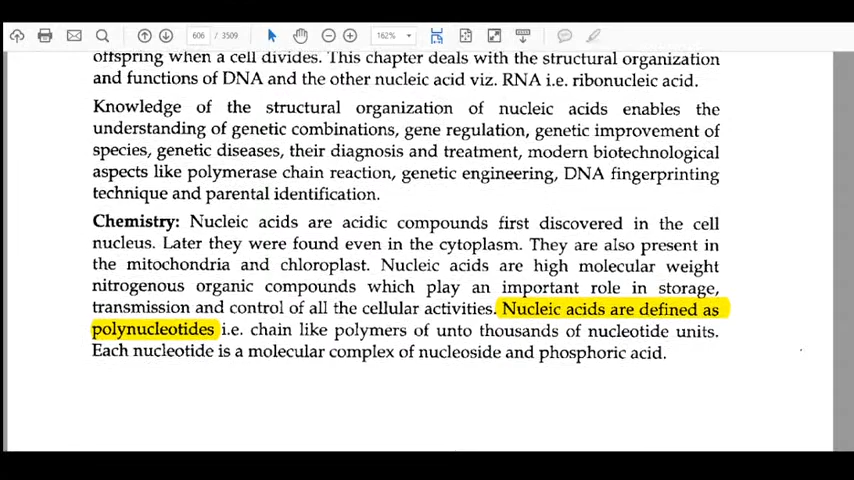 606 / 3509 162%
offspring when a cell divides. This chapter deals with the structural organization
and functions of DNA and the other nucleic acid viz. RNA i.e. ribonucleic acid.
Knowledge of the structural organization of nucleic acids enables the
understanding of genetic combinations, gene regulation, genetic improvement of
species, genetic diseases, their diagnosis and treatment, modern biotechnological
aspects like polymerase chain reaction, genetic engineering, DNA fingerprinting
technique and parental identification.
Chemistry: Nucleic acids are acidic compounds first discovered in the cell
nucleus. Later they were found even in the cytoplasm. They are also present in
the mitochondria and chloroplast. Nucleic acids are high molecular weight
nitrogenous organic compounds which play an important role in storage,
transmission and control of all the cellular activities. Nucleic acids are defined as
polynucleotides i.e. chain like polymers of unto thousands of nucleotide units.
Each nucleotide is a molecular complex of nucleoside and phosphoric acid.